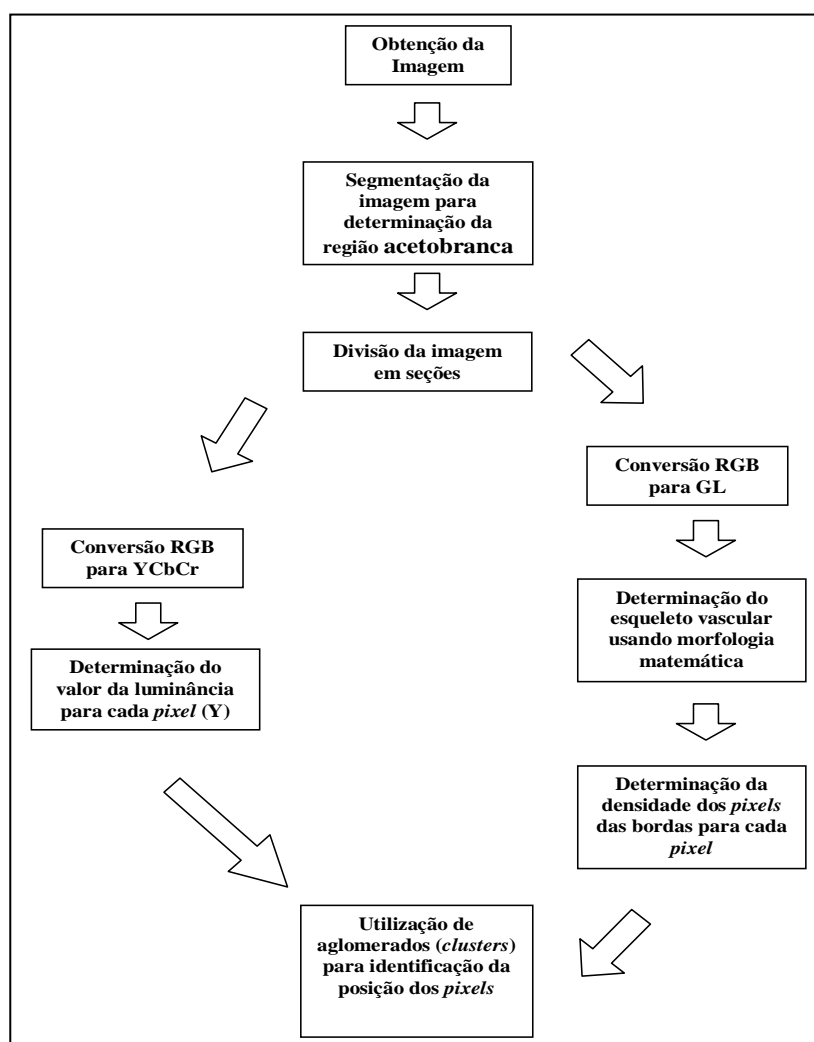 Obtenção da
Imagem
Segmentação da
imagem para
determinação da
região acetobranca
Divisão da imagem
em seções
Conversão RGB
para GL
Conversão RGB
para YCbCr
Determinação do
esqueleto vascular
usando morfologia
matemática
Determinação do
valor da luminância
para cada pixel (Y)
Determinação da
densidade dos pixels
das bordas para cada
pixel
Utilização de
aglomerados (clusters)
para identificação da
posição dos pixels